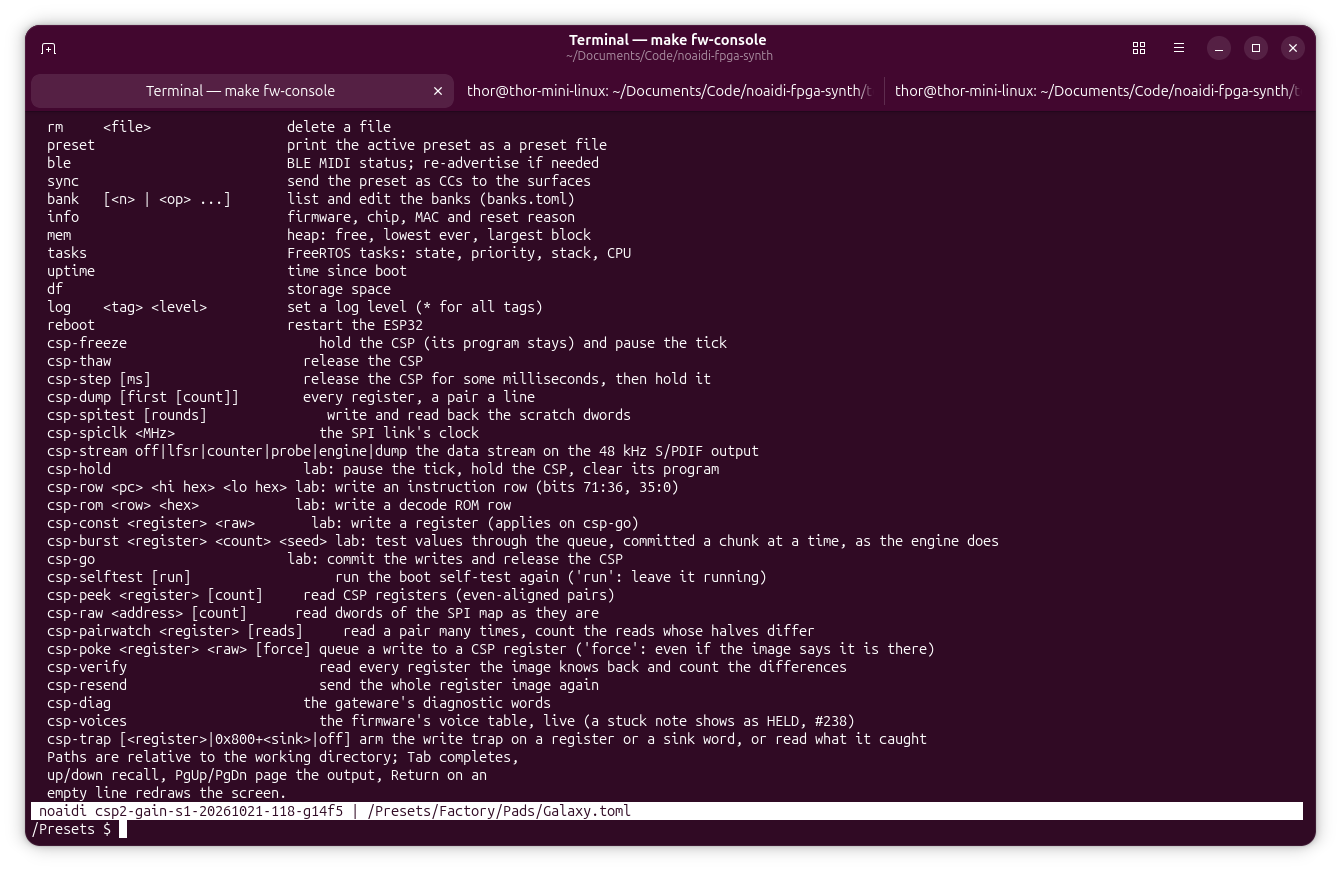 Terminal — make fw-console
~/Documents/Code/noaidi-fpga-synth
Terminal — make fw-console
thor@thor-mini-linux: ~/Documents/Code/noaidi-fpga-synth/t
thor@thor-mini-linux: ~/Documents/Code/noaidi-fpga-synth/t
rm     <file>                 delete a file
preset                        print the active preset as a preset file
ble                           BLE MIDI status; re-advertise if needed
sync                          send the preset as CCs to the surfaces
bank   [<n> | <op> ...]       list and edit the banks (banks.toml)
info                          firmware, chip, MAC and reset reason
mem                           heap: free, lowest ever, largest block
tasks                         FreeRTOS tasks: state, priority, stack, CPU
uptime                        time since boot
df                            storage space
log    <tag> <level>          set a log level (* for all tags)
reboot                        restart the ESP32
csp-freeze                        hold the CSP (its program stays) and pause the tick
csp-thaw                        release the CSP
csp-step [ms]                   release the CSP for some milliseconds, then hold it
csp-dump [first [count]]        every register, a pair a line
csp-spitest [rounds]               write and read back the scratch dwords
csp-spiclk <MHz>                  the SPI link's clock
csp-stream off|lfsr|counter|probe|engine|dump the data stream on the 48 kHz S/PDIF output
csp-hold                        lab: pause the tick, hold the CSP, clear its program
csp-row <pc> <hi hex> <lo hex> lab: write an instruction row (bits 71:36, 35:0)
csp-rom <row> <hex>            lab: write a decode ROM row
csp-const <register> <raw>       lab: write a register (applies on csp-go)
csp-burst <register> <count> <seed> lab: test values through the queue, committed a chunk at a time, as the engine does
csp-go                        lab: commit the writes and release the CSP
csp-selftest [run]                  run the boot self-test again ('run': leave it running)
csp-peek <register> [count]     read CSP registers (even-aligned pairs)
csp-raw <address> [count]      read dwords of the SPI map as they are
csp-pairwatch <register> [reads]     read a pair many times, count the reads whose halves differ
csp-poke <register> <raw> [force] queue a write to a CSP register ('force': even if the image says it is there)
csp-verify                        read every register the image knows back and count the differences
csp-resend                        send the whole register image again
csp-diag                        the gateware's diagnostic words
csp-voices                        the firmware's voice table, live (a stuck note shows as HELD, #238)
csp-trap [<register>|0x800+<sink>|off] arm the write trap on a register or a sink word, or read what it caught
Paths are relative to the working directory; Tab completes,
up/down recall, PgUp/PgDn page the output, Return on an
empty line redraws the screen.
noaidi csp2-gain-s1-20261021-118-g14f5 | /Presets/Factory/Pads/Galaxy.toml
/Presets $